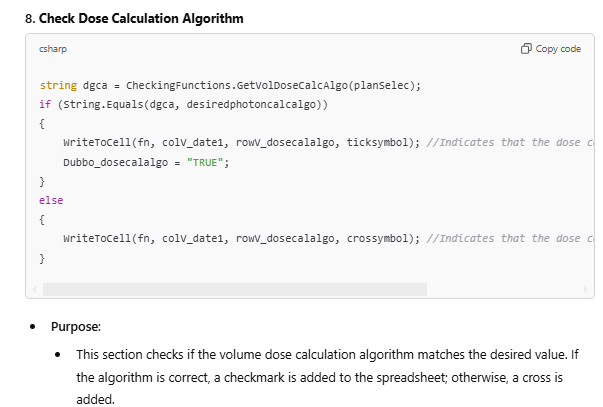 8. Check Dose Calculation Algorithm
csharp
Copy code
string dgca = CheckingFunctions.GetVolDoseCalcAlgo(planSelec);
if (String.Equals(dgca, desiredphotoncalcalgo))
{
WriteToCell(fn, colV_date1, rowV_dosecalalgo, ticksymbol); //Indicates that the dose c
Dubbo_dosecalalgo = "TRUE";
}
else
{
WriteToCell(fn, colV_date1, rowV_dosecalalgo, crossymbol); //Indicates that the dose c
}
• Purpose:
• This section checks if the volume dose calculation algorithm matches the desired value. If
the algorithm is correct, a checkmark is added to the spreadsheet; otherwise, a cross is
added.